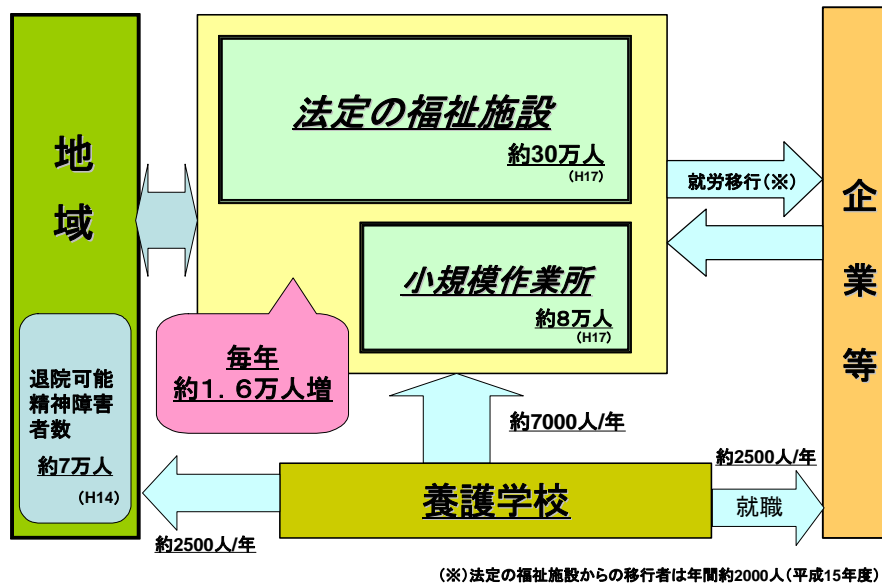 地域
退院可能
精神障害
者数
約7万人
(H14)
法定の福祉施設
約30万人
(H17)
小規模作業所
約8万人
(H17)
毎年
約1.6万人増
就労移行(※)
企業等
約7000人/年
養護学校
約2500人/年
約2500人/年
就職
(※)法定の福祉施設からの移行者は年間約2000人(平成15年度)